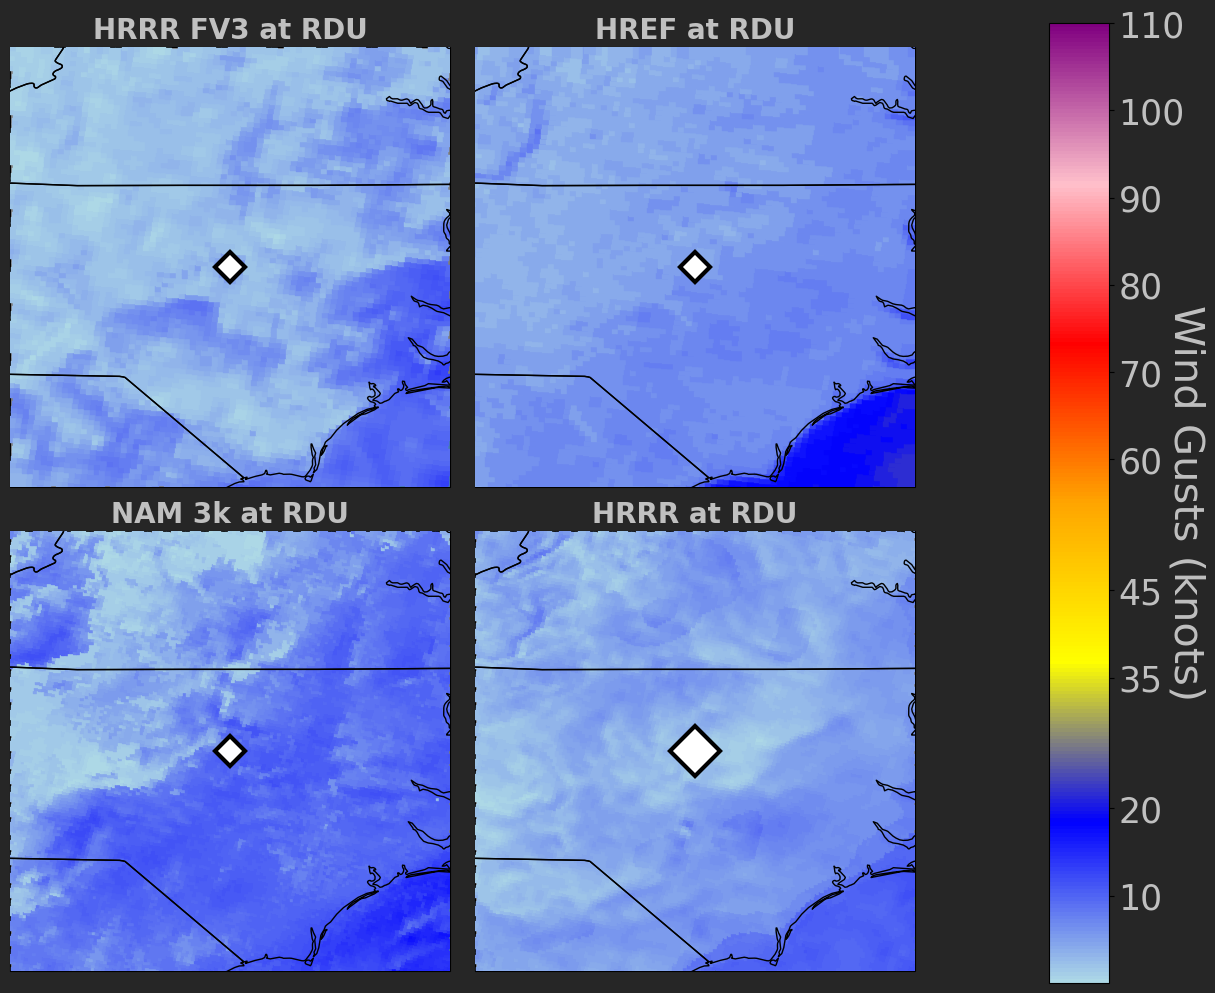 HRRR FV3 at RDU
HREF at RDU
NAM 3k at RDU
HRRR at RDU
110
100
90
80
70
60
45
35
20
10
Wind Gusts (knots)